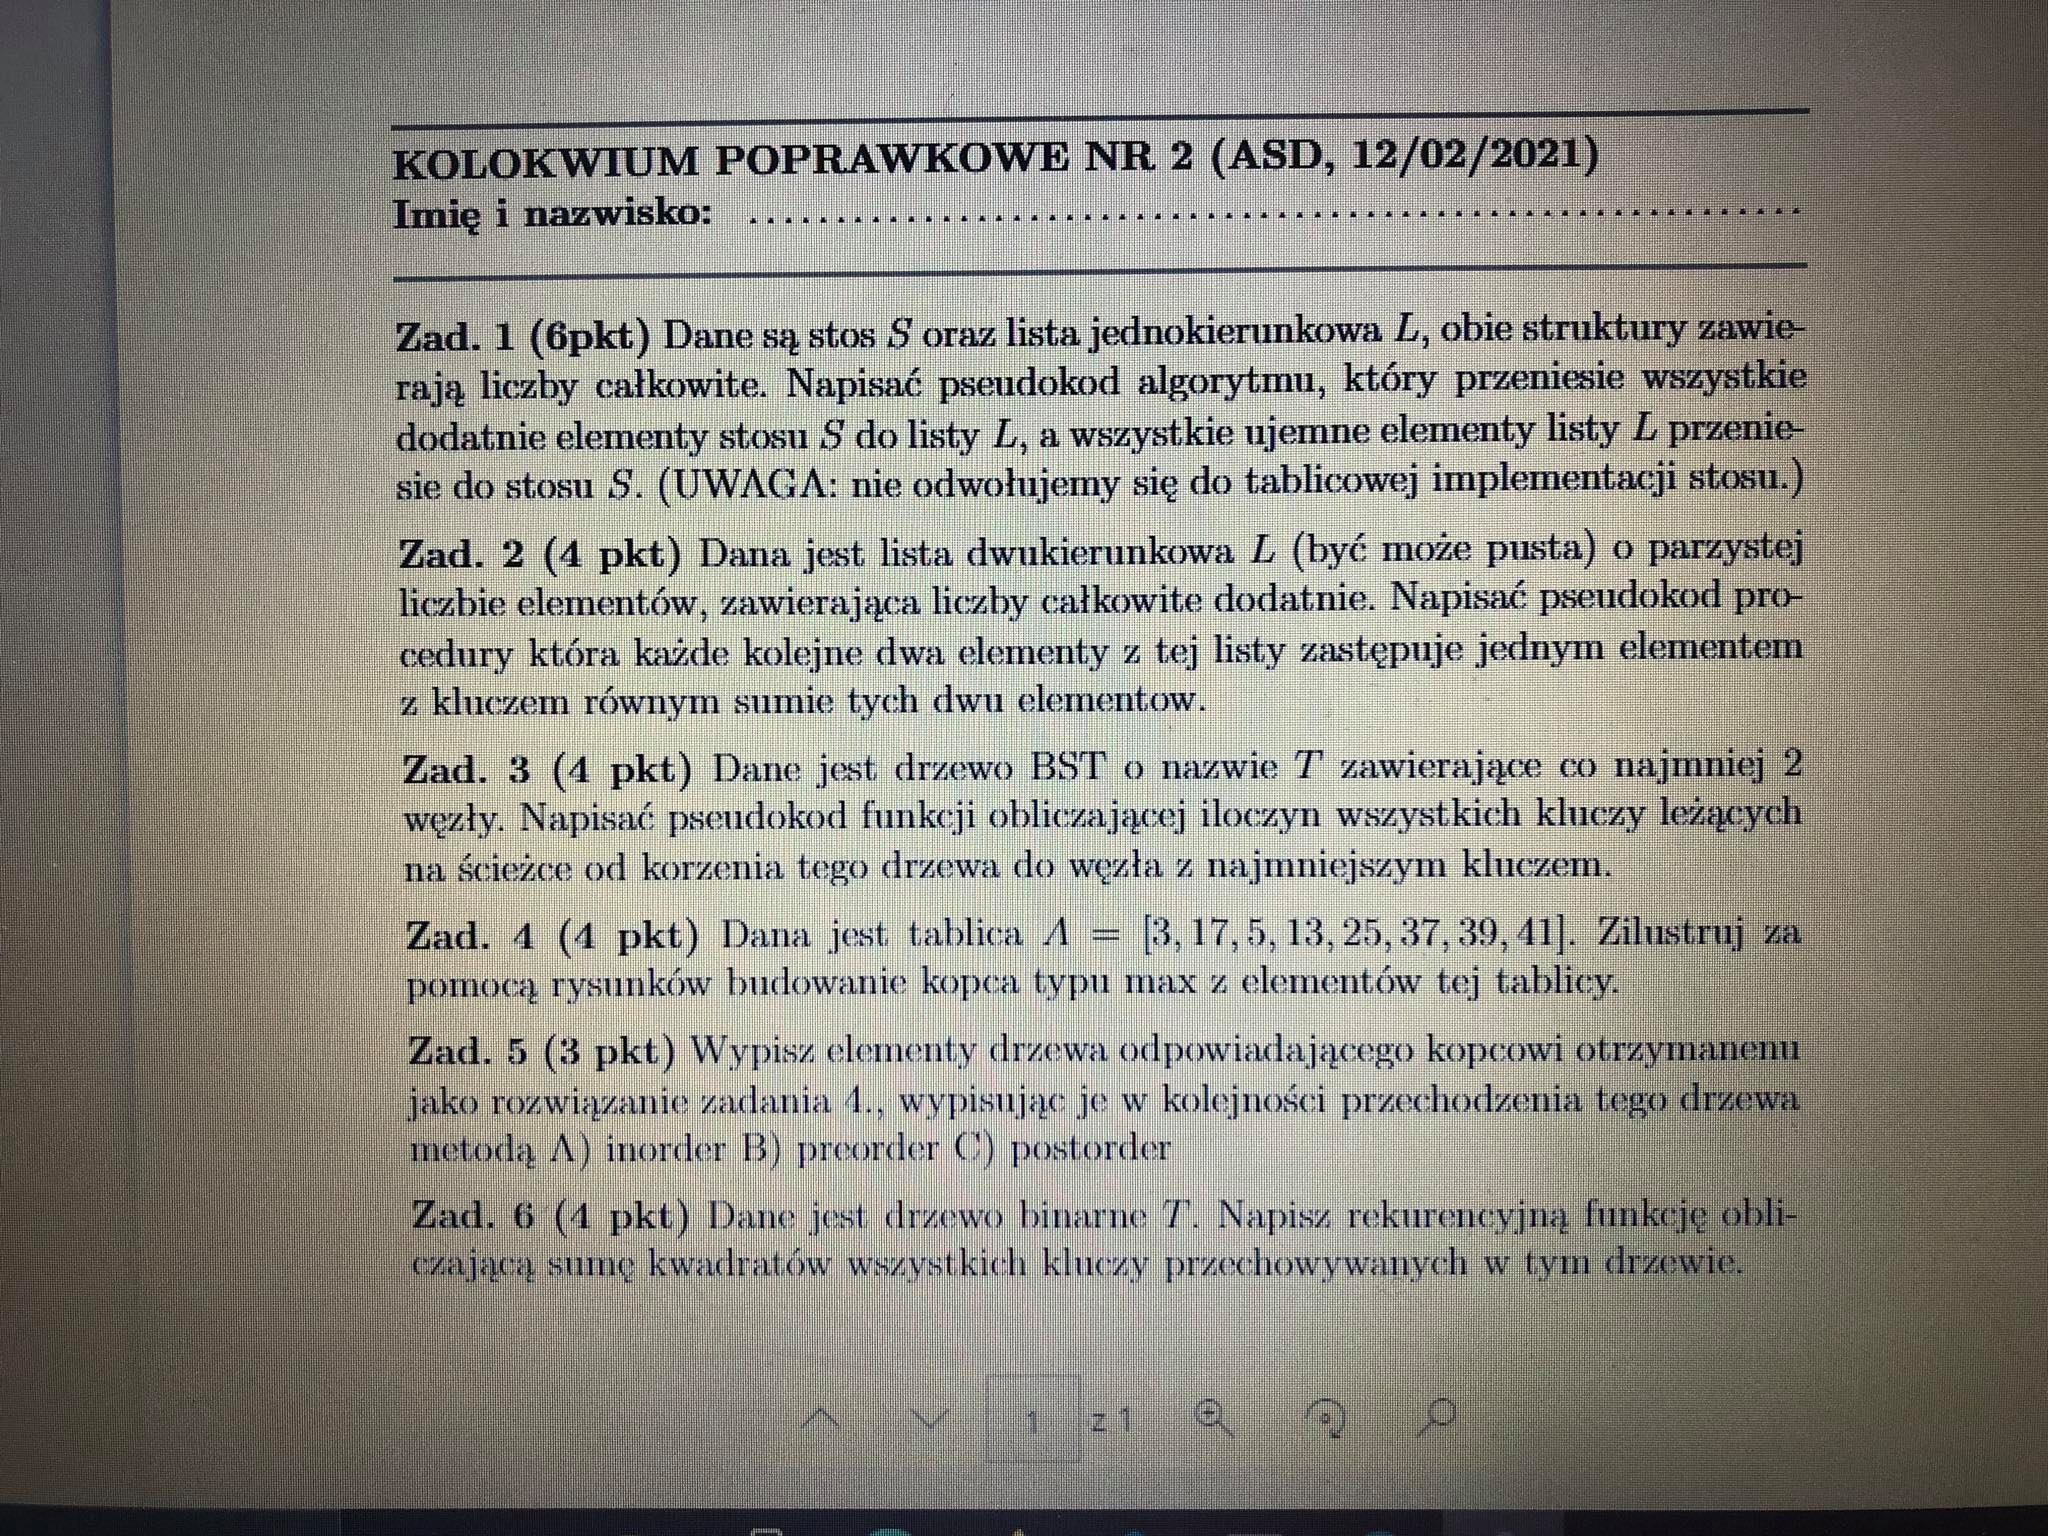 KOLOKWIUM POPRAWKOWE NR 2 (ASD, 12/02/2021)
Imię i nazwisko: ............................................................
Zad. 1 (6pkt) Dane są stos S oraz lista jednokierunkowa L, obie struktury zawie-
rają liczby całkowite. Napisać pseudokod algorytmu, który przeniesie wszystkie
dodatnie elementy stosu S do listy L, a wszystkie ujemne elementy listy L przenie-
sie do stosu S. (UWAGA: nie odwołujemy się do tablicowej implementacji stosu.)
Zad. 2 (4 pkt) Dana jest lista dwukierunkowa L (być może pusta) o parzystej
liczbie elementów, zawierająca liczby całkowite dodatnie. Napisać pseudokod pro-
cedury która każde kolejne dwa elementy z tej listy zastępuje jednym elementem
z kluczem równym sumie tych dwu elementow.
Zad. 3 (4 pkt) Dane jest drzewo BST o nazwie T zawierające co najmniej 2
węzły. Napisać pseudokod funkcji obliczającej iloczyn wszystkich kluczy leżących
na ścieżce od korzenia tego drzewa do węzła z najmniejszym kluczem.
Zad. 4 (4 pkt) Dana jest tablica A = [3, 17, 5, 13, 25, 37, 39, 41]. Zilustruj za
pomocą rysunków budowanie kopca typu max z elementów tej tablicy.
Zad. 5 (3 pkt) Wypisz elementy drzewa odpowiadającego kopcowi otrzymanenu
jako rozwiązanie zadania 4., wypisując je w kolejności przechodzenia tego drzewa
metodą A) inorder B) preorder C) postorder
Zad. 6 (4 pkt) Dane jest drzewo binarne T. Napisz rekurencyjną funkcję obli-
czającą sumę kwadratów wszystkich kluczy przechowywanych w tym drzewie.
1 z 1